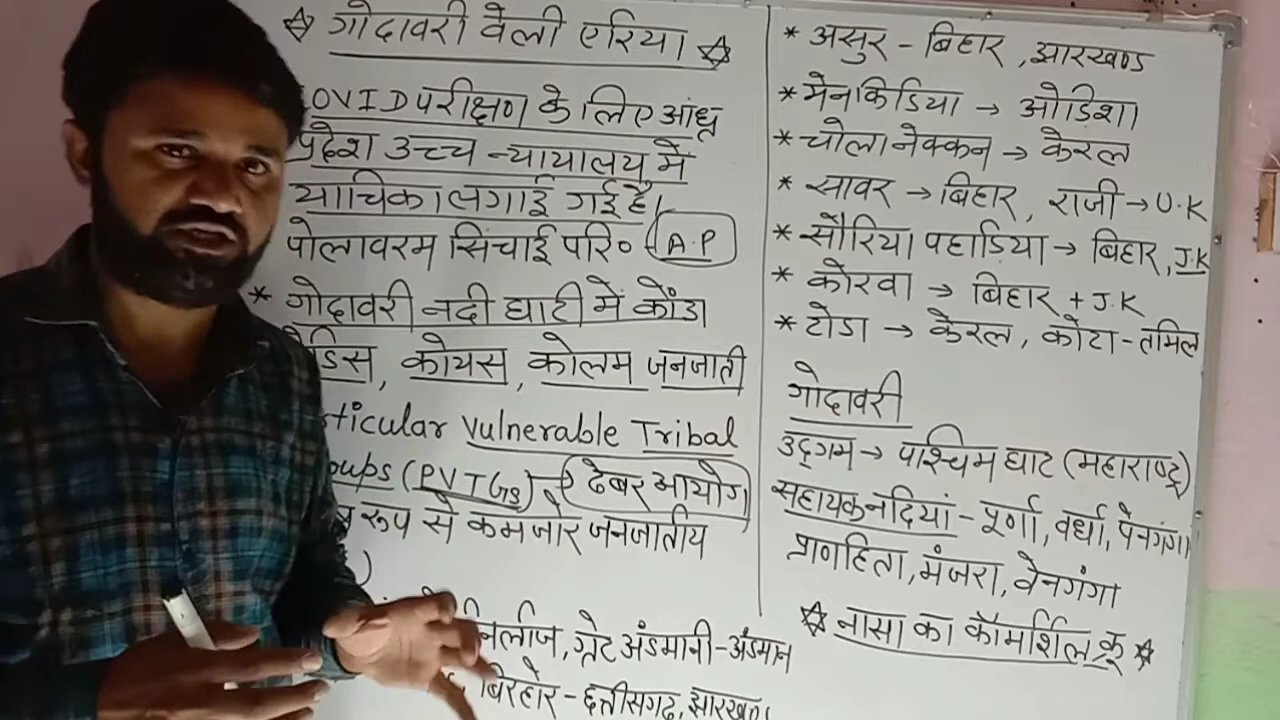 ☆ गोदावरी वेली एरिया ☆
COVID परीक्षण के लिए आंध्र
प्रदेश उच्च न्यायालय में
याचिका लगाई गई है।
पोलावरम सिंचाई परि० (A.P)
* गोदावरी नदी घाटी में कोंडा
रेडिस, कोयस, कोलम जनजाती
rticular Vulnerable Tribal
oups (PVTGs) → ढेबर आयोग
रूप से कमजोर जनजातीय
)
ग्रेट अंडमानी - अंडमान
बिरहोर - छत्तीसगढ़, झारखण्ड
* असुर - बिहार, झारखण्ड
* मेनकिडिया → ओडिशा
* चोला नेक्कन → केरल
* सावर → बिहार, राजी → U.K
* सौरिया पहाडिया → बिहार, J.K
* कोरवा → बिहार + J.K
* टोडा → केरल, कोटा - तमिल
गोदावरी
उद्गम → पश्चिम घाट (महाराष्ट्र)
सहायक नदियां - पूर्णा, वर्धा, पेनगंगा
प्राणहिता, मंजरा, वेनगंगा
☆ नासा का कॉमर्शिल क्रू ☆